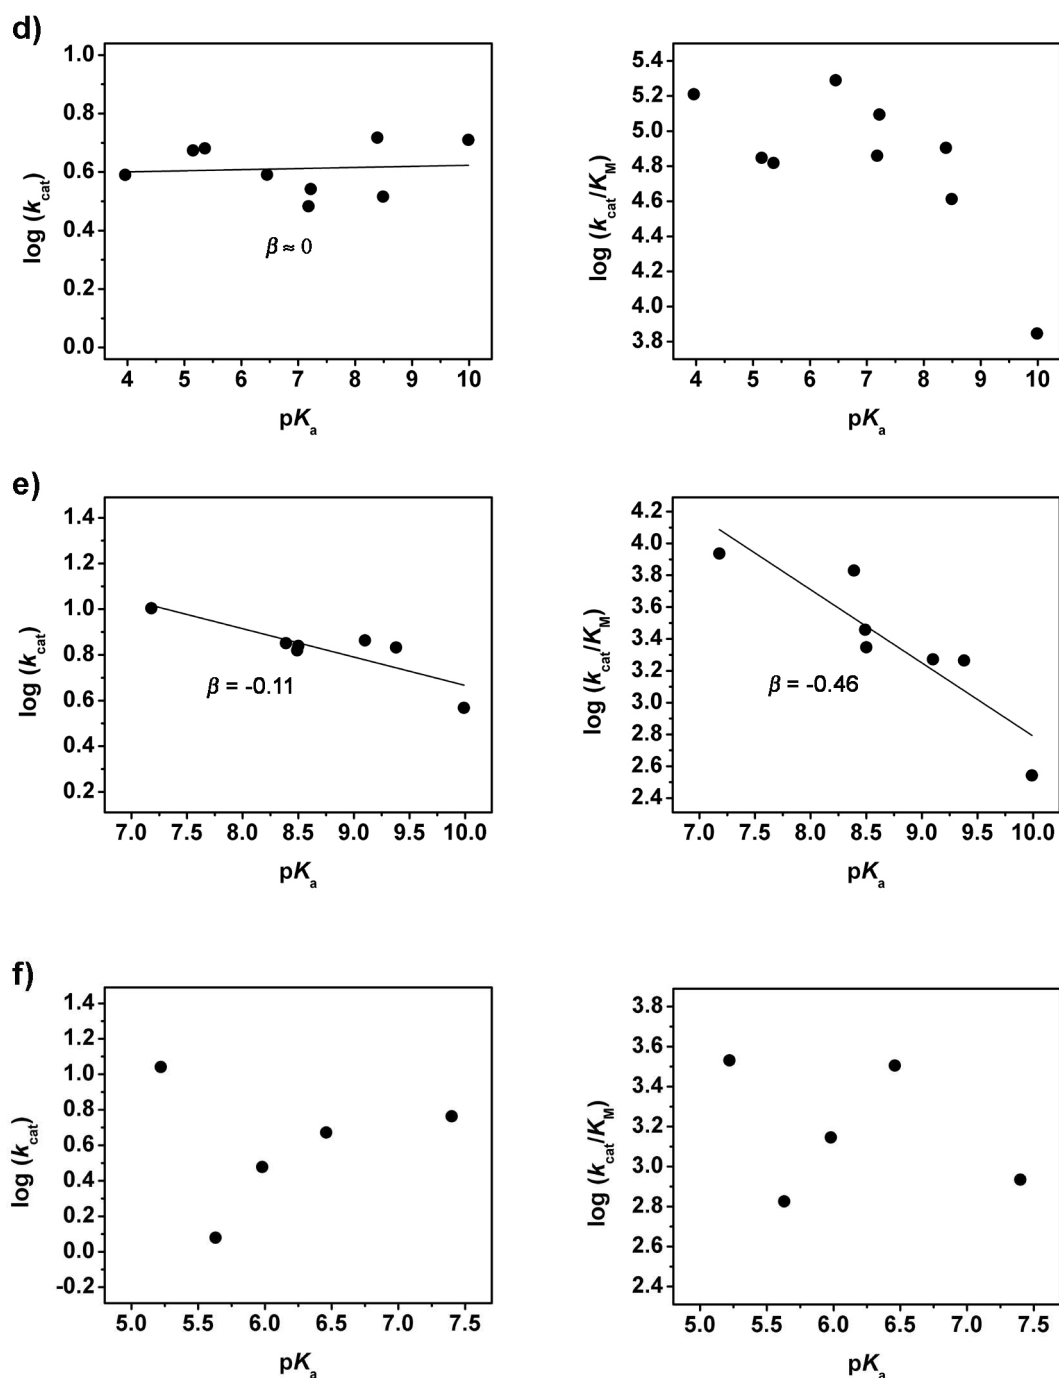 d)
log (kcat)
1.0
0.8
0.6
0.4
0.2
0.0
β ≈ 0
4 5 6 7 8 9 10
pKa
log (kcat/KM)
5.4
5.2
5.0
4.8
4.6
4.4
4.2
4.0
3.8
4 5 6 7 8 9 10
pKa
e)
log (kcat)
1.4
1.2
1.0
0.8
0.6
0.4
0.2
β = -0.11
7.0 7.5 8.0 8.5 9.0 9.5 10.0
pKa
log (kcat/KM)
4.2
4.0
3.8
3.6
3.4
3.2
3.0
2.8
2.6
2.4
β = -0.46
7.0 7.5 8.0 8.5 9.0 9.5 10.0
pKa
f)
log (kcat)
1.4
1.2
1.0
0.8
0.6
0.4
0.2
0.0
-0.2
5.0 5.5 6.0 6.5 7.0 7.5
pKa
log (kcat/KM)
3.8
3.6
3.4
3.2
3.0
2.8
2.6
2.4
5.0 5.5 6.0 6.5 7.0 7.5
pKa